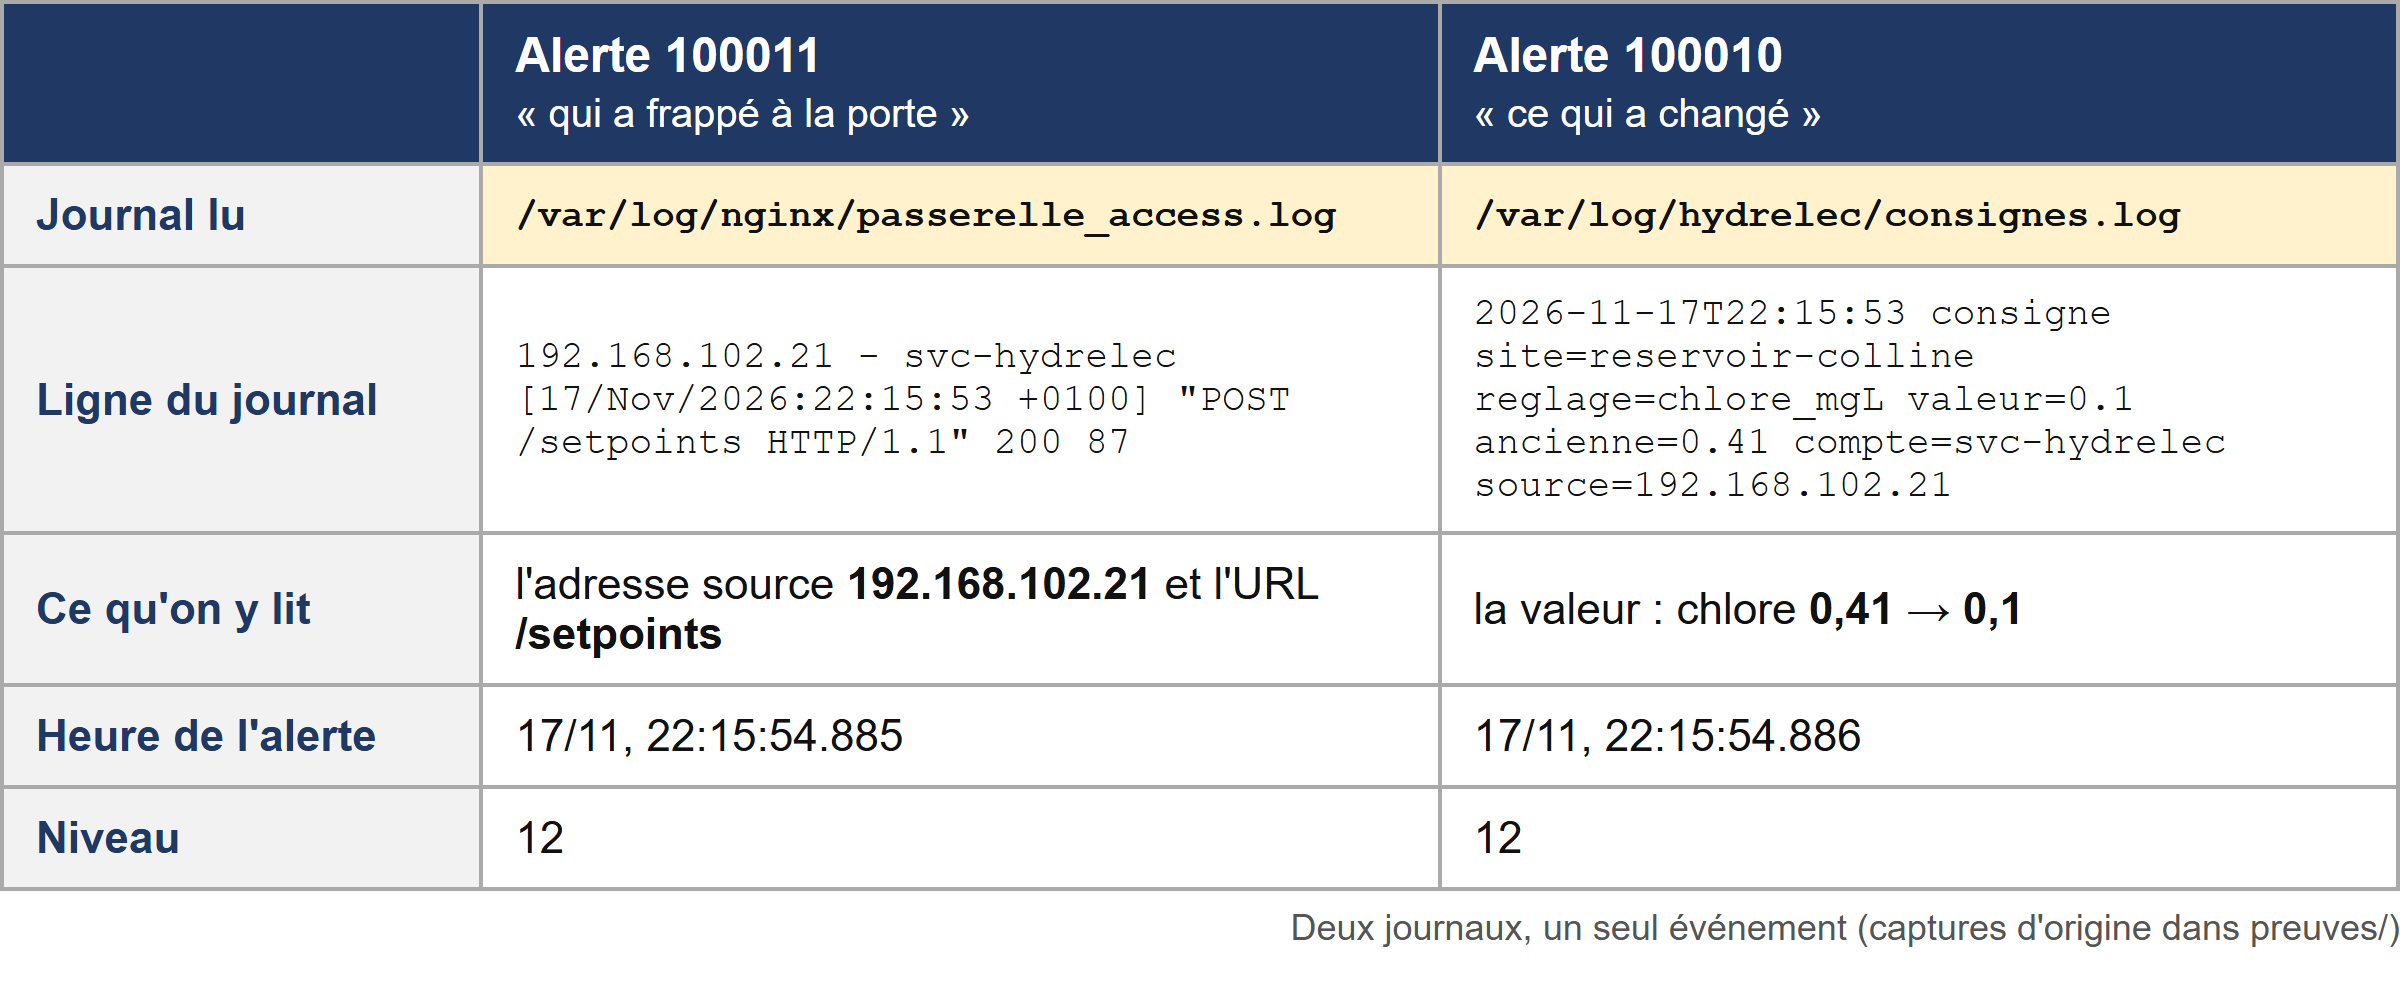 Alerte 100011
« qui a frappé à la porte »
Alerte 100010
« ce qui a changé »
Journal lu
/var/log/nginx/passerelle_access.log
/var/log/hydrelec/consignes.log
Ligne du journal
192.168.102.21 - svc-hydrelec
[17/Nov/2026:22:15:53 +0100] "POST
/setpoints HTTP/1.1" 200 87
2026-11-17T22:15:53 consigne
site=reservoir-colline
reglage=chlore_mgL valeur=0.1
ancienne=0.41 compte=svc-hydrelec
source=192.168.102.21
Ce qu'on y lit
l'adresse source 192.168.102.21 et l'URL
/setpoints
la valeur : chlore 0,41 → 0,1
Heure de l'alerte
17/11, 22:15:54.885
17/11, 22:15:54.886
Niveau
12
12
Deux journaux, un seul événement (captures d'origine dans preuves/)